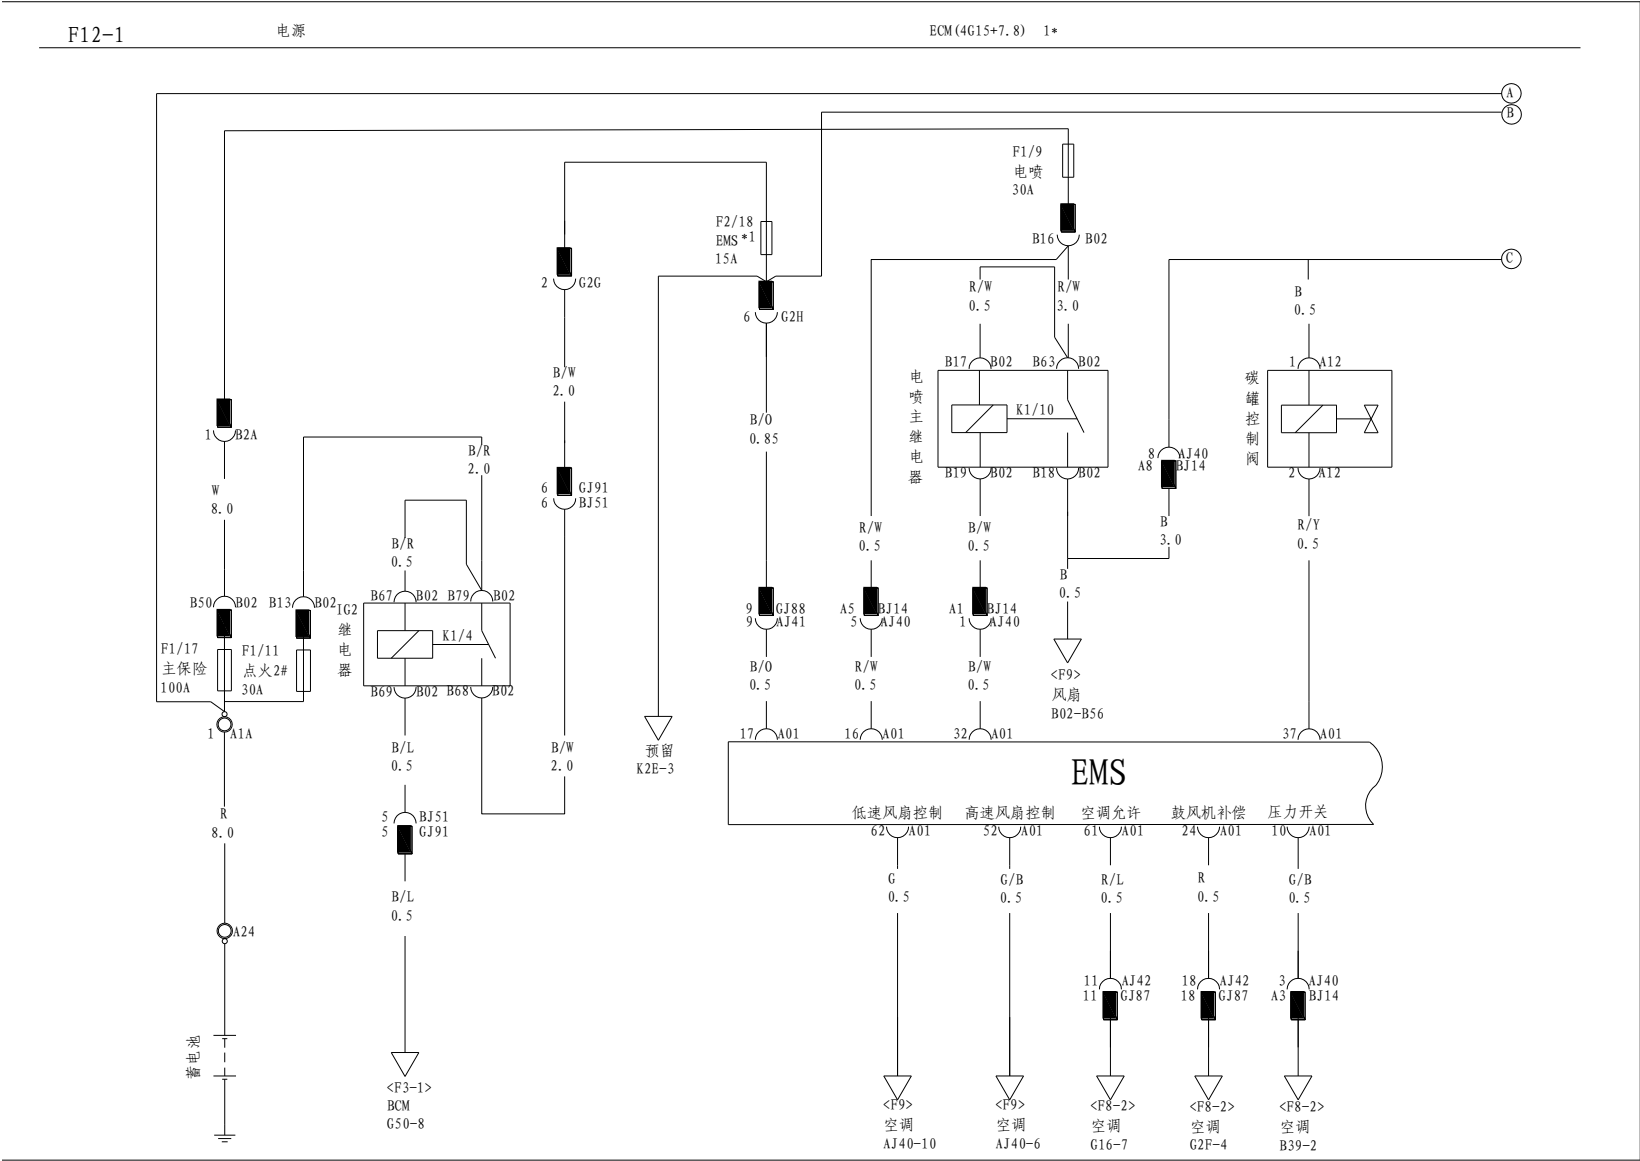 F12-1
电源
ECM(4G15+7.8) 1*
A
B
F1/9
电喷
30A
B16 B02
F2/18
EMS *1
15A
2 G2G
6 G2H
C
R/W
0.5
R/W
3.0
B
0.5
B17 B02
B63 B02
1 A12
电喷主继电器
K1/10
碳罐控制阀
B19 B02
B18 B02
2 A12
B/W
2.0
B/O
0.85
1 B2A
B/R
2.0
8 AJ40
A8 BJ14
6 GJ91
6 BJ51
W
8.0
R/W
0.5
B/W
0.5
B
3.0
R/Y
0.5
B/R
0.5
B
0.5
B50 B02
B13 B02
B67 B02
B79 B02
IG2
继电器
K1/4
F1/17
主保险
100A
F1/11
点火2#
30A
B69 B02
B68 B02
9 GJ88
9 AJ41
A5 BJ14
5 AJ40
A1 BJ14
1 AJ40
B/O
0.5
R/W
0.5
B/W
0.5
<F9>
风扇
B02-B56
1 A1A
B/L
0.5
B/W
2.0
预留
K2E-3
17 A01
16 A01
32 A01
37 A01
EMS
低速风扇控制
高速风扇控制
空调允许
鼓风机补偿
压力开关
62 A01
52 A01
61 A01
24 A01
10 A01
R
8.0
5 BJ51
5 GJ91
B/L
0.5
G
0.5
G/B
0.5
R/L
0.5
R
0.5
G/B
0.5
A24
11 AJ42
11 GJ87
18 AJ42
18 GJ87
3 AJ40
A3 BJ14
蓄电池
<F3-1>
BCM
G50-8
<F9>
空调
AJ40-10
<F9>
空调
AJ40-6
<F8-2>
空调
G16-7
<F8-2>
空调
G2F-4
<F8-2>
空调
B39-2